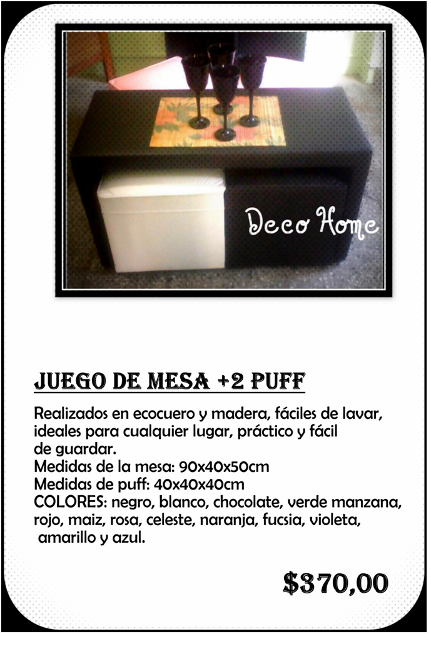 Deco Home
JUEGO DE MESA +2 PUFF
Realizados en ecocuero y madera, fáciles de lavar,
ideales para cualquier lugar, práctico y fácil
de guardar.
Medidas de la mesa: 90x40x50cm
Medidas de puff: 40x40x40cm
COLORES: negro, blanco, chocolate, verde manzana,
rojo, maiz, rosa, celeste, naranja, fucsia, violeta,
amarillo y azul.
$370,00